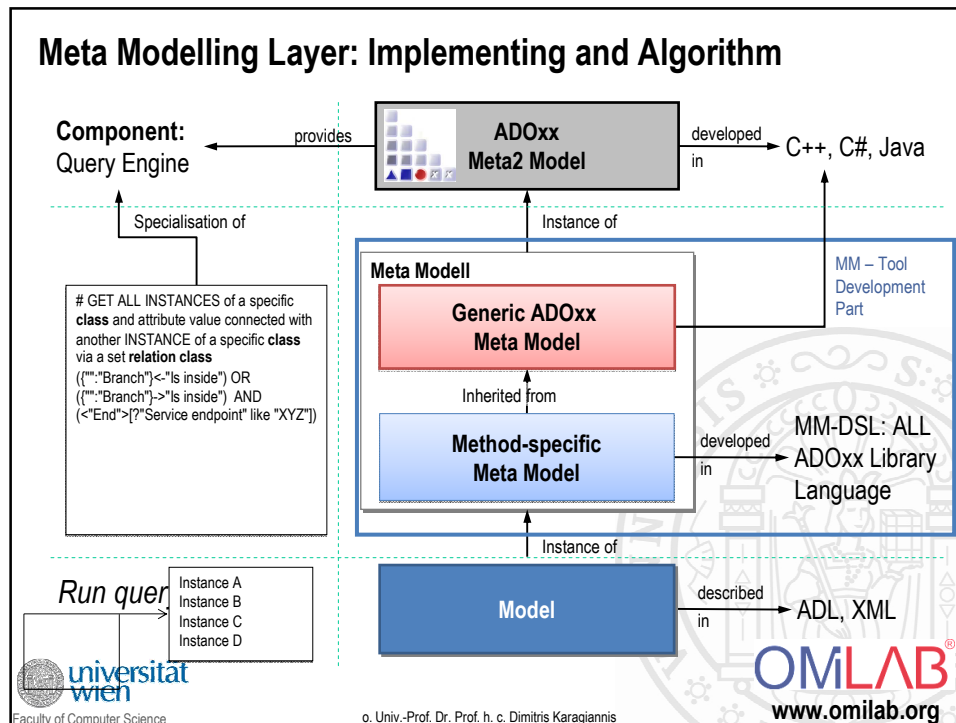 Meta Modelling Layer: Implementing and Algorithm
Component:
Query Engine
provides
ADOxx
Meta2 Model
developed
in
C++, C#, Java
Specialisation of
Instance of
MM – Tool
Development
Part
Meta Modell
# GET ALL INSTANCES of a specific
class and attribute value connected with
another INSTANCE of a specific class
via a set relation class
({"":"Branch"}<-"Is inside") OR
({"":"Branch"}->"Is inside") AND
(<"End">[?"Service endpoint" like "XYZ"])
Generic ADOxx
Meta Model
Inherited from
Method-specific
Meta Model
developed
in
MM-DSL: ALL
ADOxx Library
Language
Instance of
Run quer
Instance A
Instance B
Instance C
Instance D
Model
described
in
ADL, XML
universität
wien
Faculty of Computer Science
o. Univ.-Prof. Dr. Prof. h. c. Dimitris Karagiannis
OMiLAB®
www.omilab.org